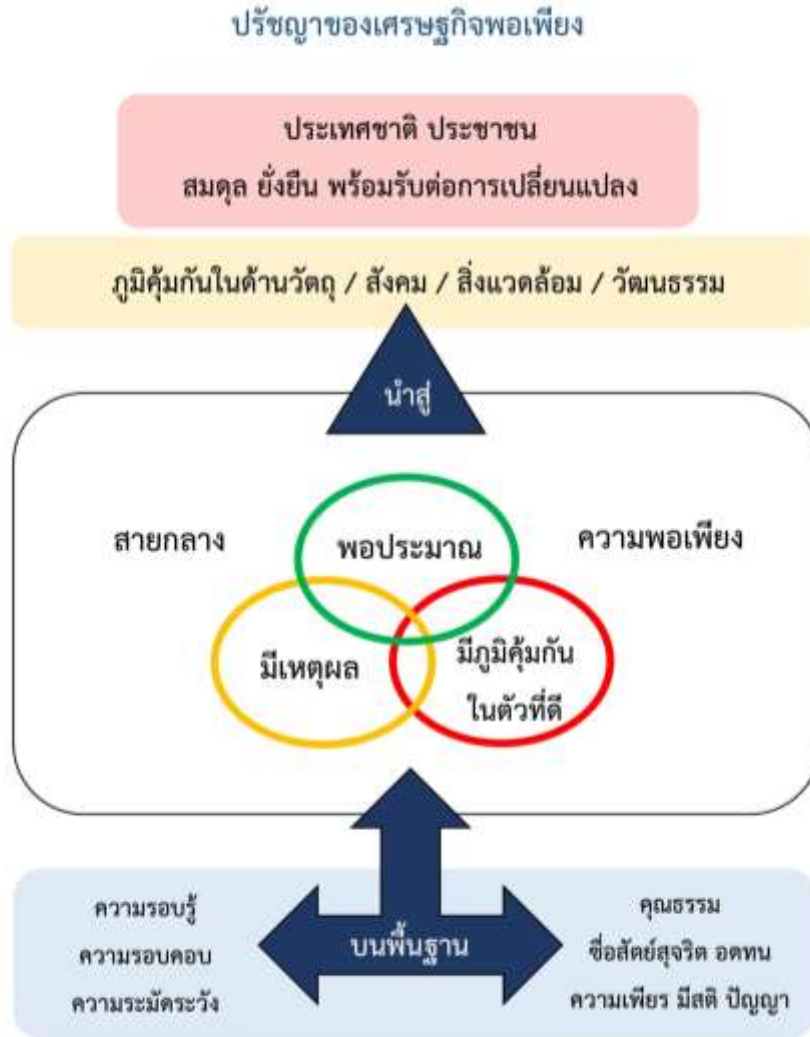 ปรัชญาของเศรษฐกิจพอเพียง
ประเทศชาติ ประชาชน
สมดุล ยั่งยืน พร้อมรับต่อการเปลี่ยนแปลง
ภูมิคุ้มกันในด้านวัตถุ / สังคม / สิ่งแวดล้อม / วัฒนธรรม
นำสู่
สายกลาง
พอประมาณ
ความพอเพียง
มีเหตุผล
มีภูมิคุ้มกัน
ในตัวที่ดี
ความรอบรู้
ความรอบคอบ
ความระมัดระวัง
บนพื้นฐาน
คุณธรรม
ซื่อสัตย์สุจริต อดทน
ความเพียร มีสติ ปัญญา